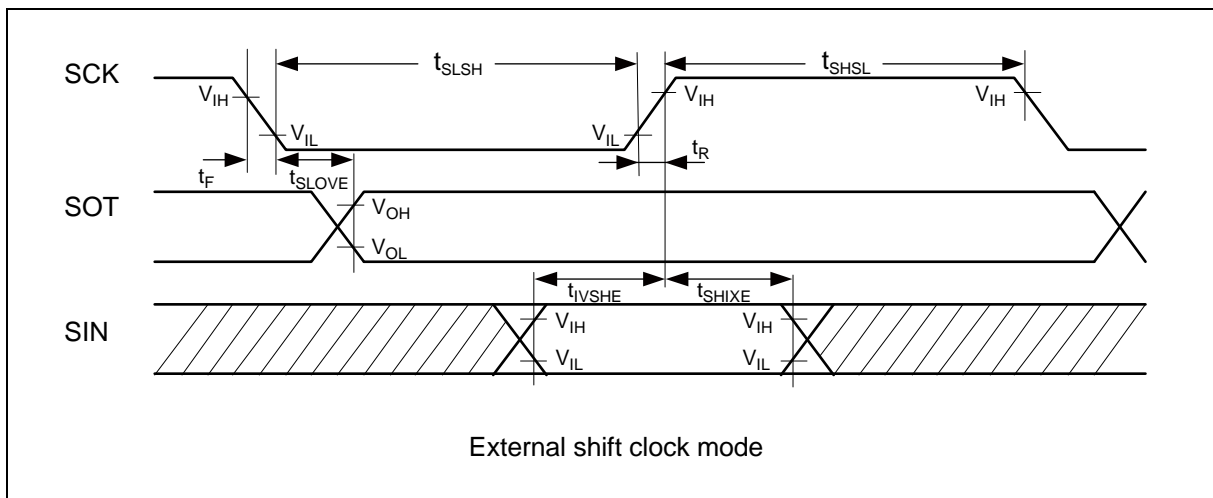 SCK
t_SLSH
t_SHSL
V_IH
V_IL
V_IL
V_IH
V_IH
t_F
t_SLOVE
t_R
SOT
V_OH
V_OL
t_IVSHE
t_SHIXE
SIN
V_IH
V_IL
V_IH
V_IL
External shift clock mode